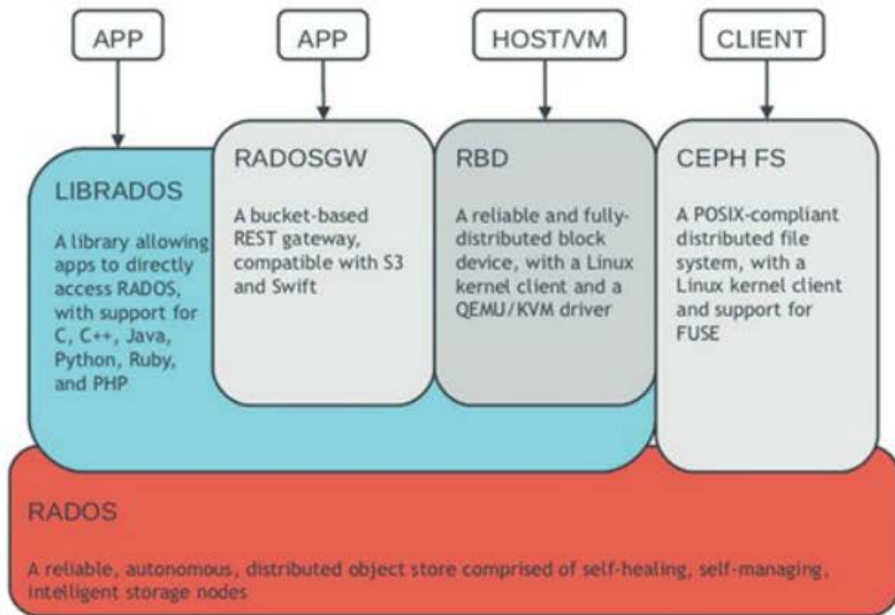 APP
APP
HOST/VM
CLIENT
LIBRADOS
A library allowing
apps to directly
access RADOS,
with support for
C, C++, Java,
Python, Ruby,
and PHP
RADOSGW
A bucket-based
REST gateway,
compatible with S3
and Swift
RBD
A reliable and fully-
distributed block
device, with a Linux
kernel client and a
QEMU/KVM driver
CEPH FS
A POSIX-compliant
distributed file
system, with a
Linux kernel client
and support for
FUSE
RADOS
A reliable, autonomous, distributed object store comprised of self-healing, self-managing,
intelligent storage nodes